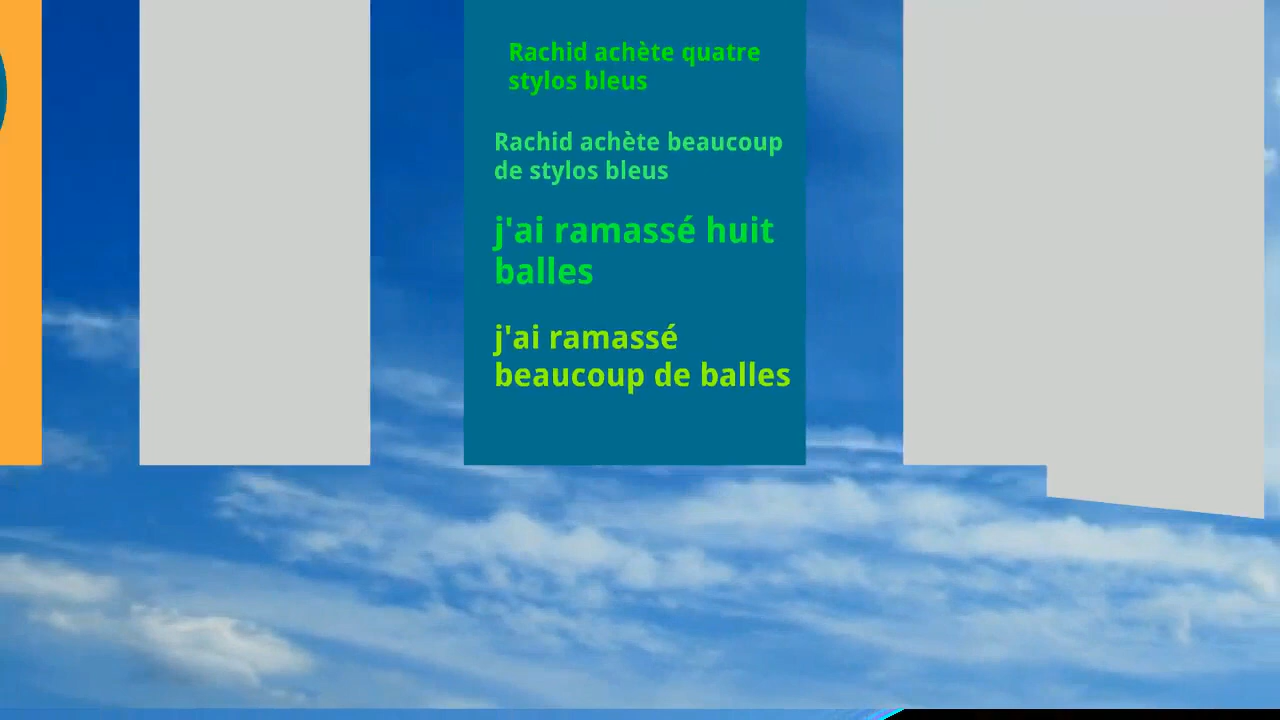 Rachid achète quatre
stylos bleus
Rachid achète beaucoup
de stylos bleus
j'ai ramassé huit
balles
j'ai ramassé
beaucoup de balles